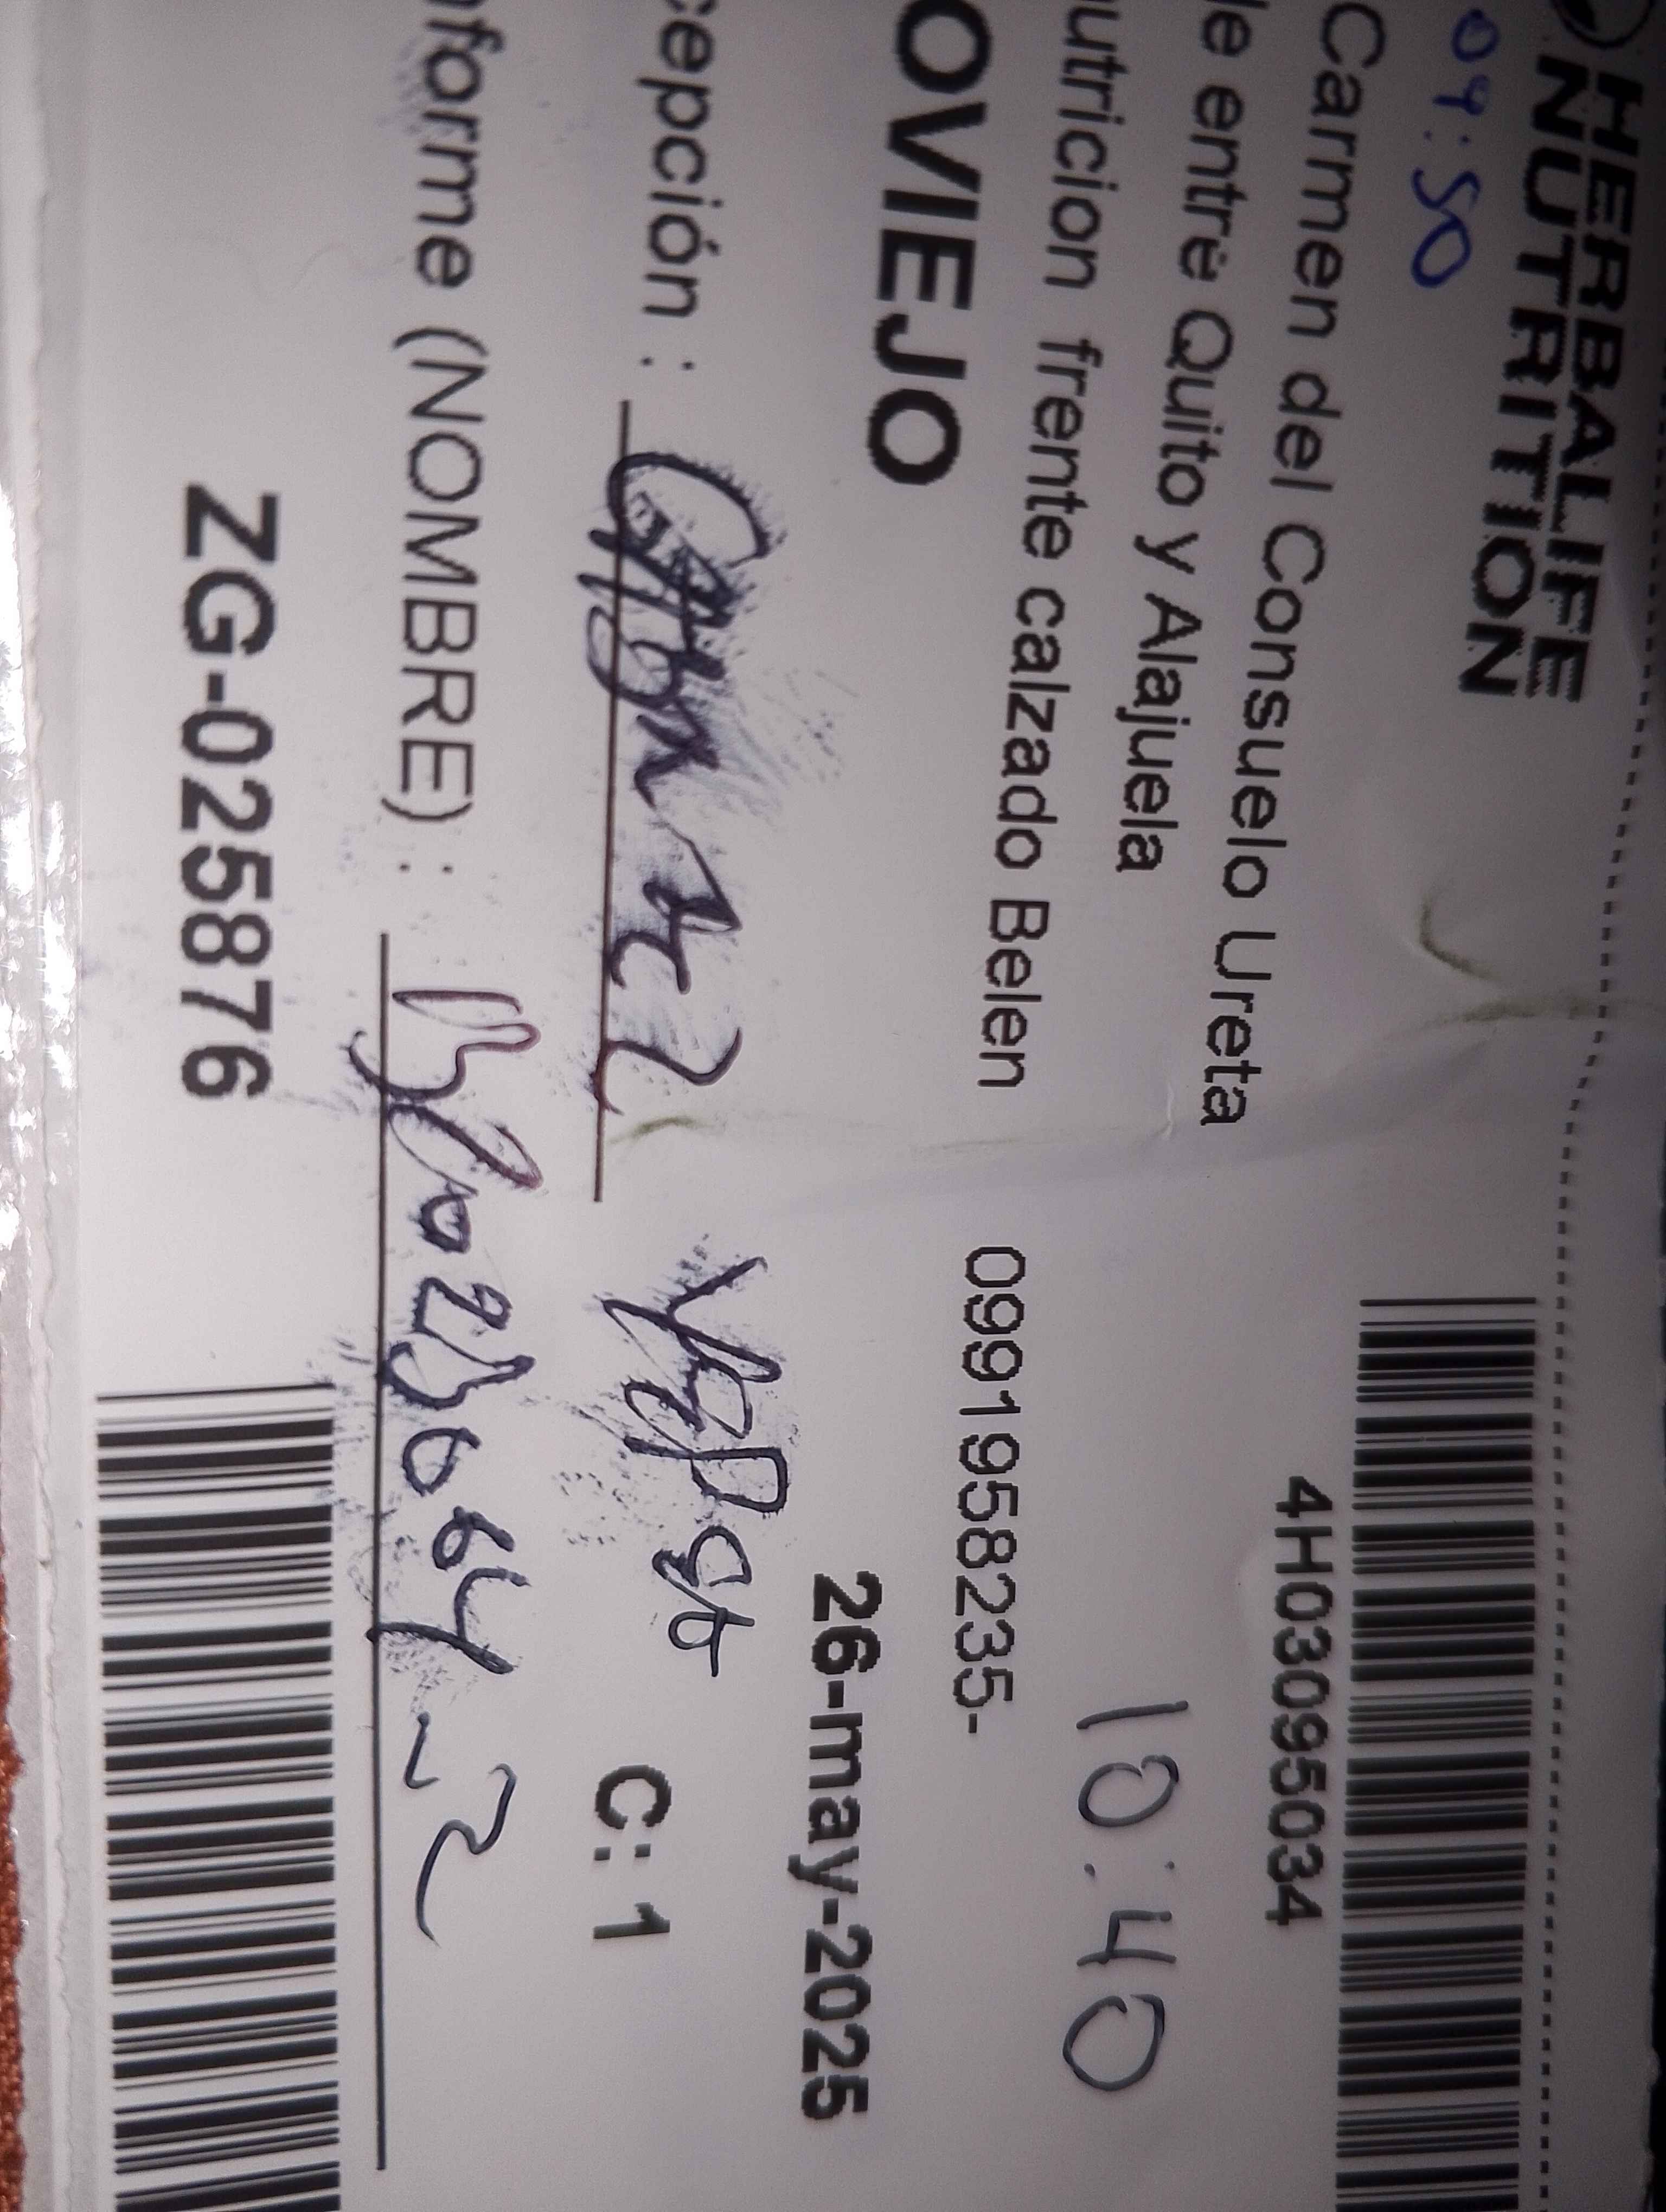 HERBALIFE
NUTRITION
09:50
4H03095034
Carmen del Consuelo Ureta
le entre Quito y Alajuela
10:40
utricion frente calzado Belen
0991958235-
OVIEJO
26-may-2025
cepción :
C: 1
nforme (NOMBRE) :
ZG-025876